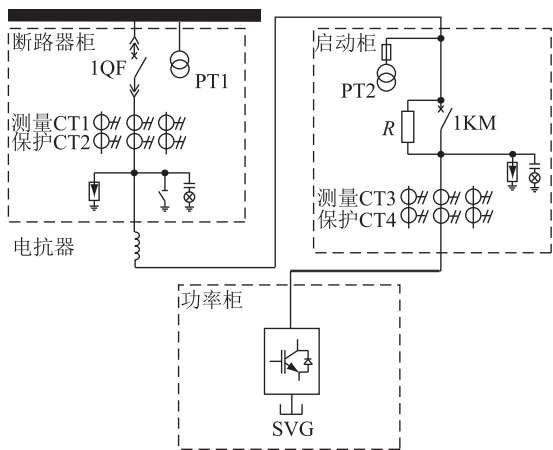 断路器柜
1QF
PT1
测量CT1
保护CT2
电抗器
启动柜
PT2
R
1KM
测量CT3
保护CT4
功率柜
SVG